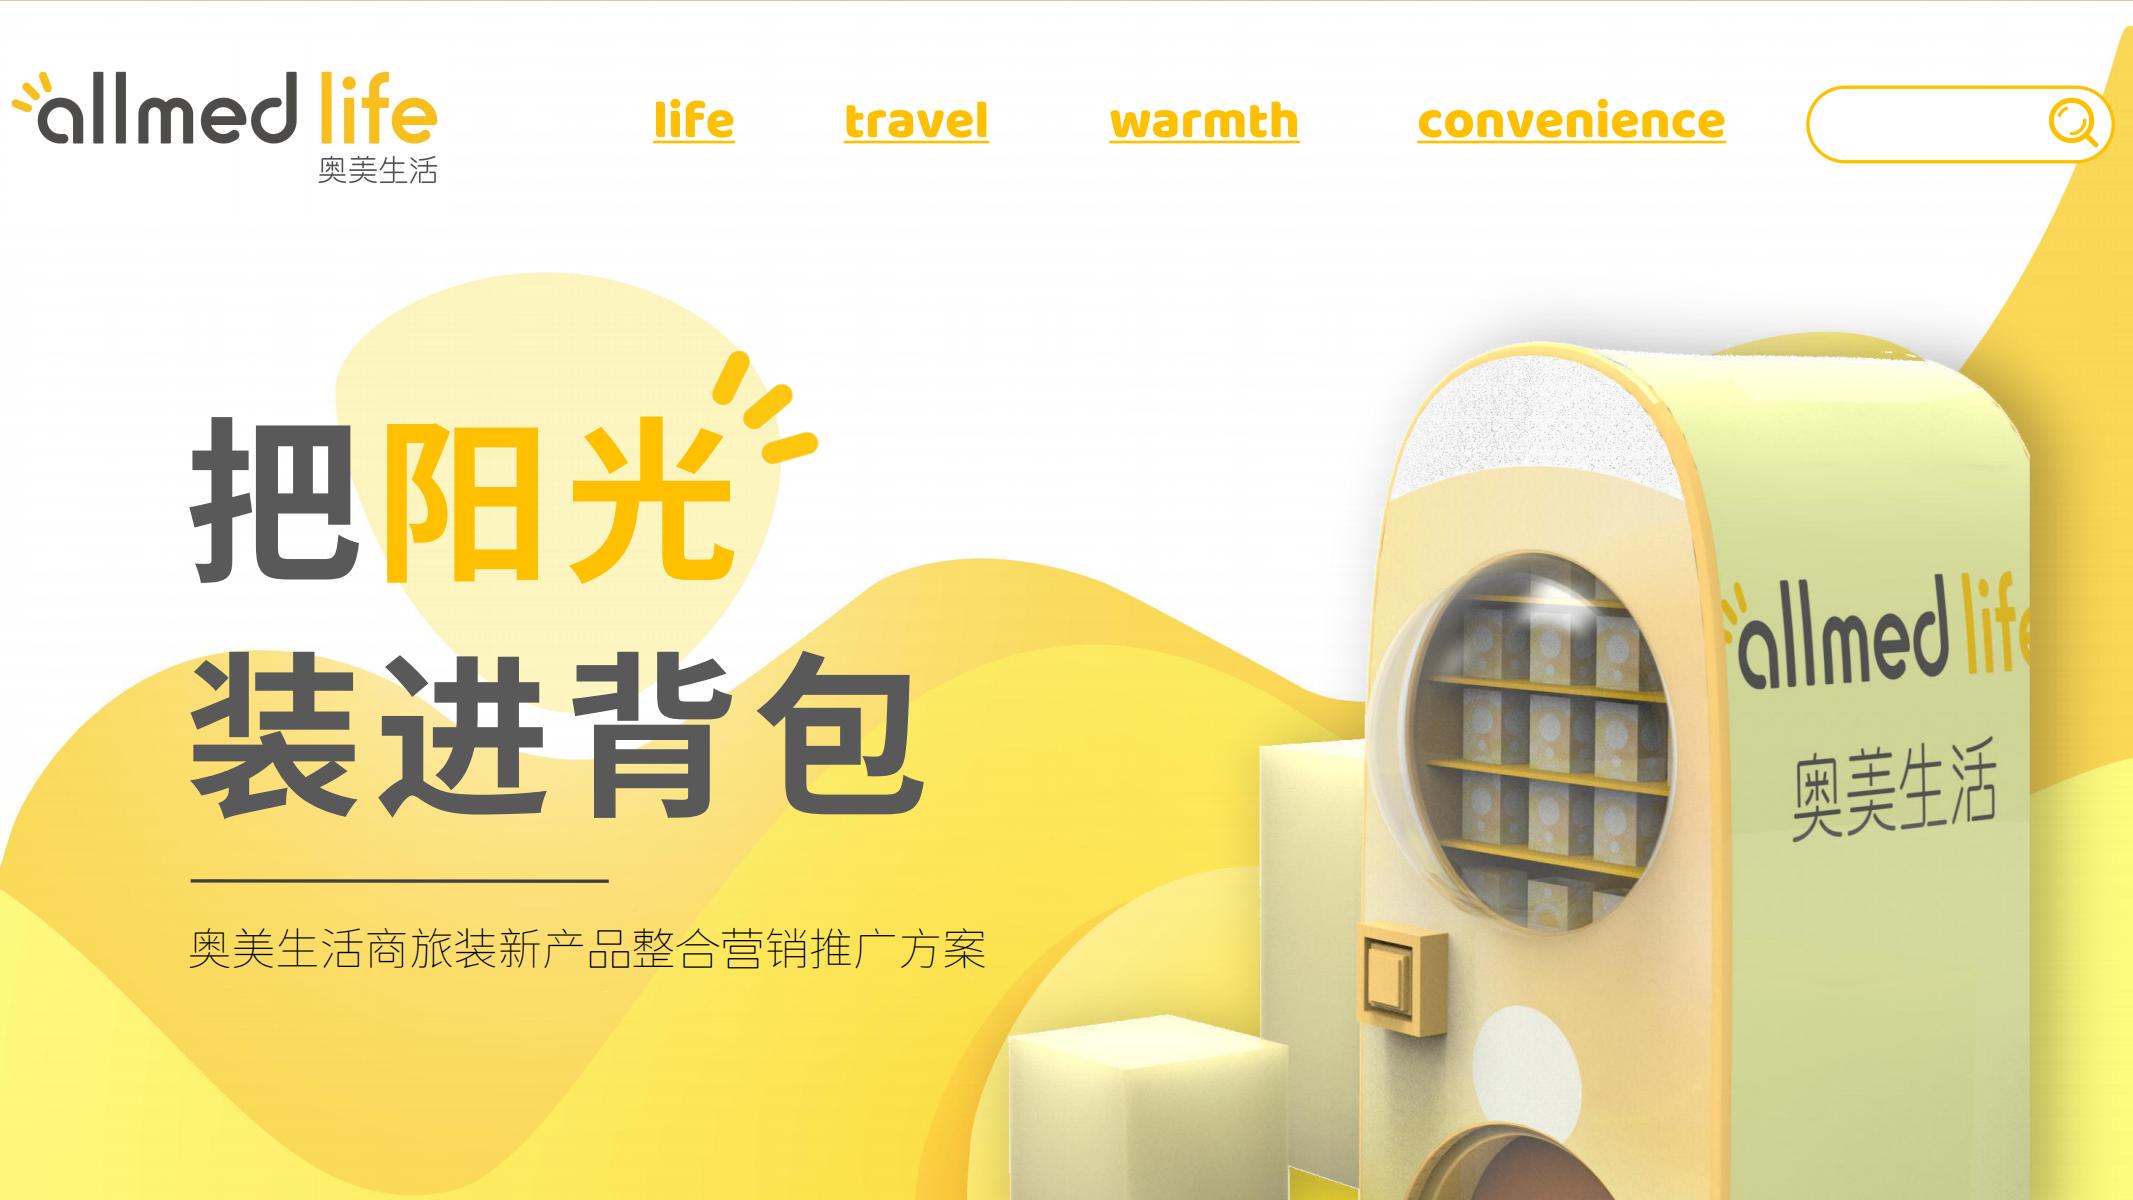 allmed life
奥美生活
life travel warmth convenience
把阳光
装进背包
奥美生活商旅装新产品整合营销推广方案
allmed life
奥美生活